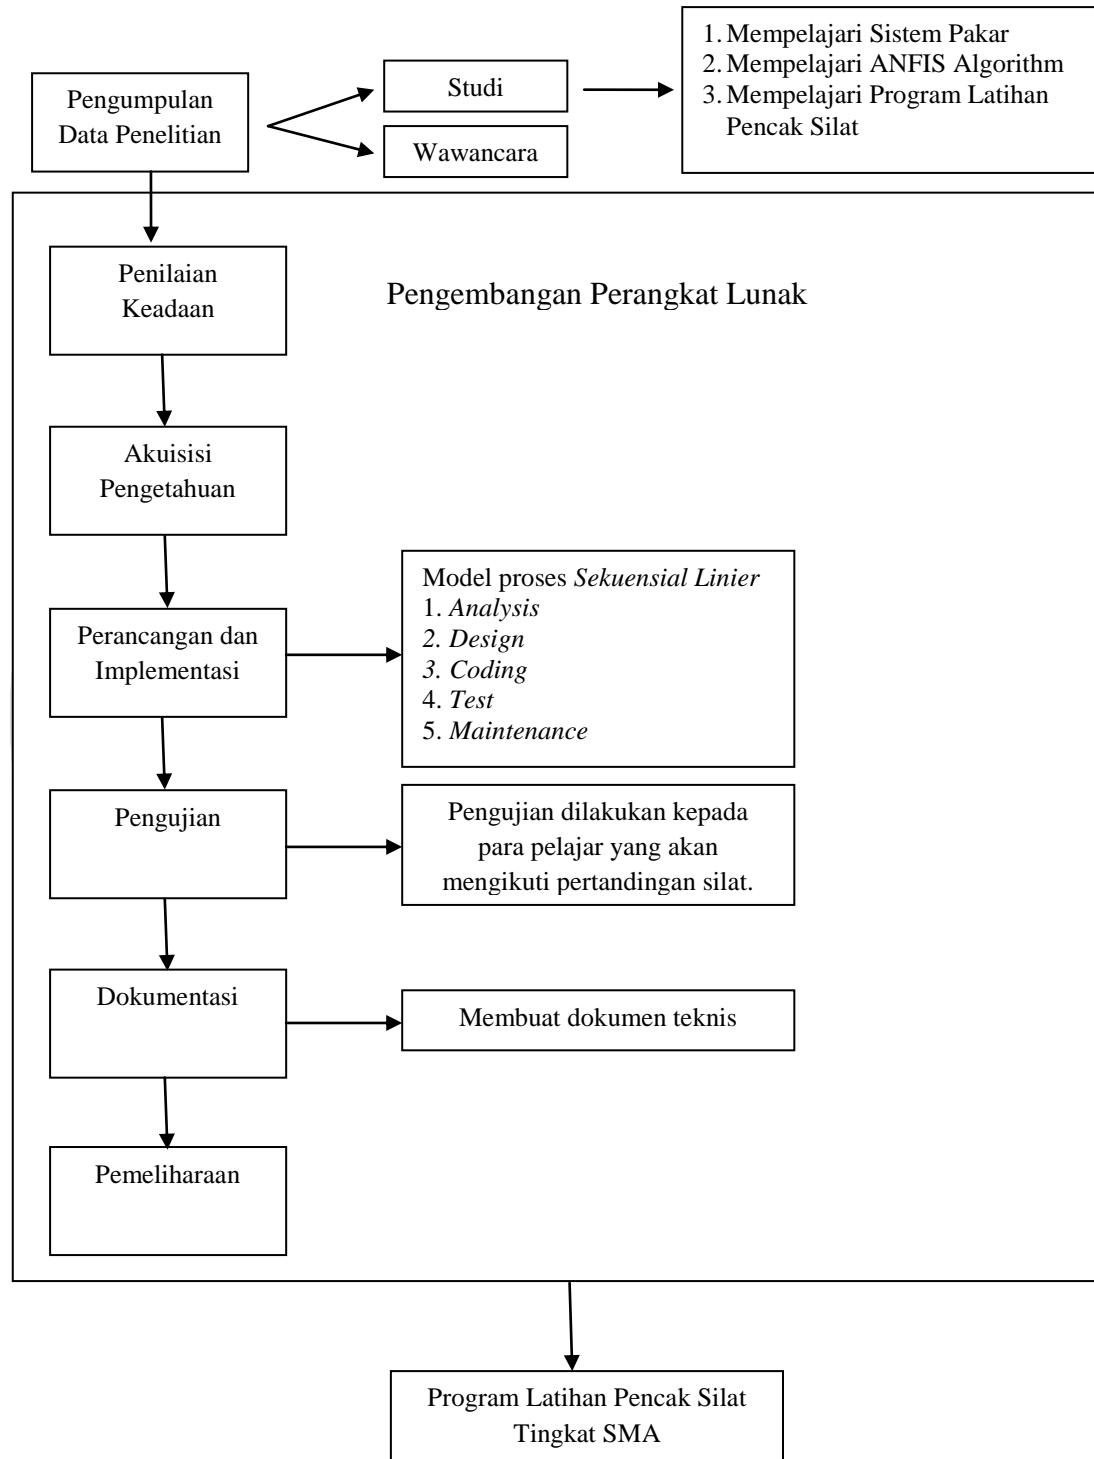 Pengumpulan
Data Penelitian
Studi
Wawancara
1. Mempelajari Sistem Pakar
2. Mempelajari ANFIS Algorithm
3. Mempelajari Program Latihan
Pencak Silat
Pengembangan Perangkat Lunak
Penilaian
Keadaan
Akuisisi
Pengetahuan
Perancangan dan
Implementasi
Model proses Sekuensial Linier
1. Analysis
2. Design
3. Coding
4. Test
5. Maintenance
Pengujian
Pengujian dilakukan kepada
para pelajar yang akan
mengikuti pertandingan silat.
Dokumentasi
Membuat dokumen teknis
Pemeliharaan
Program Latihan Pencak Silat
Tingkat SMA